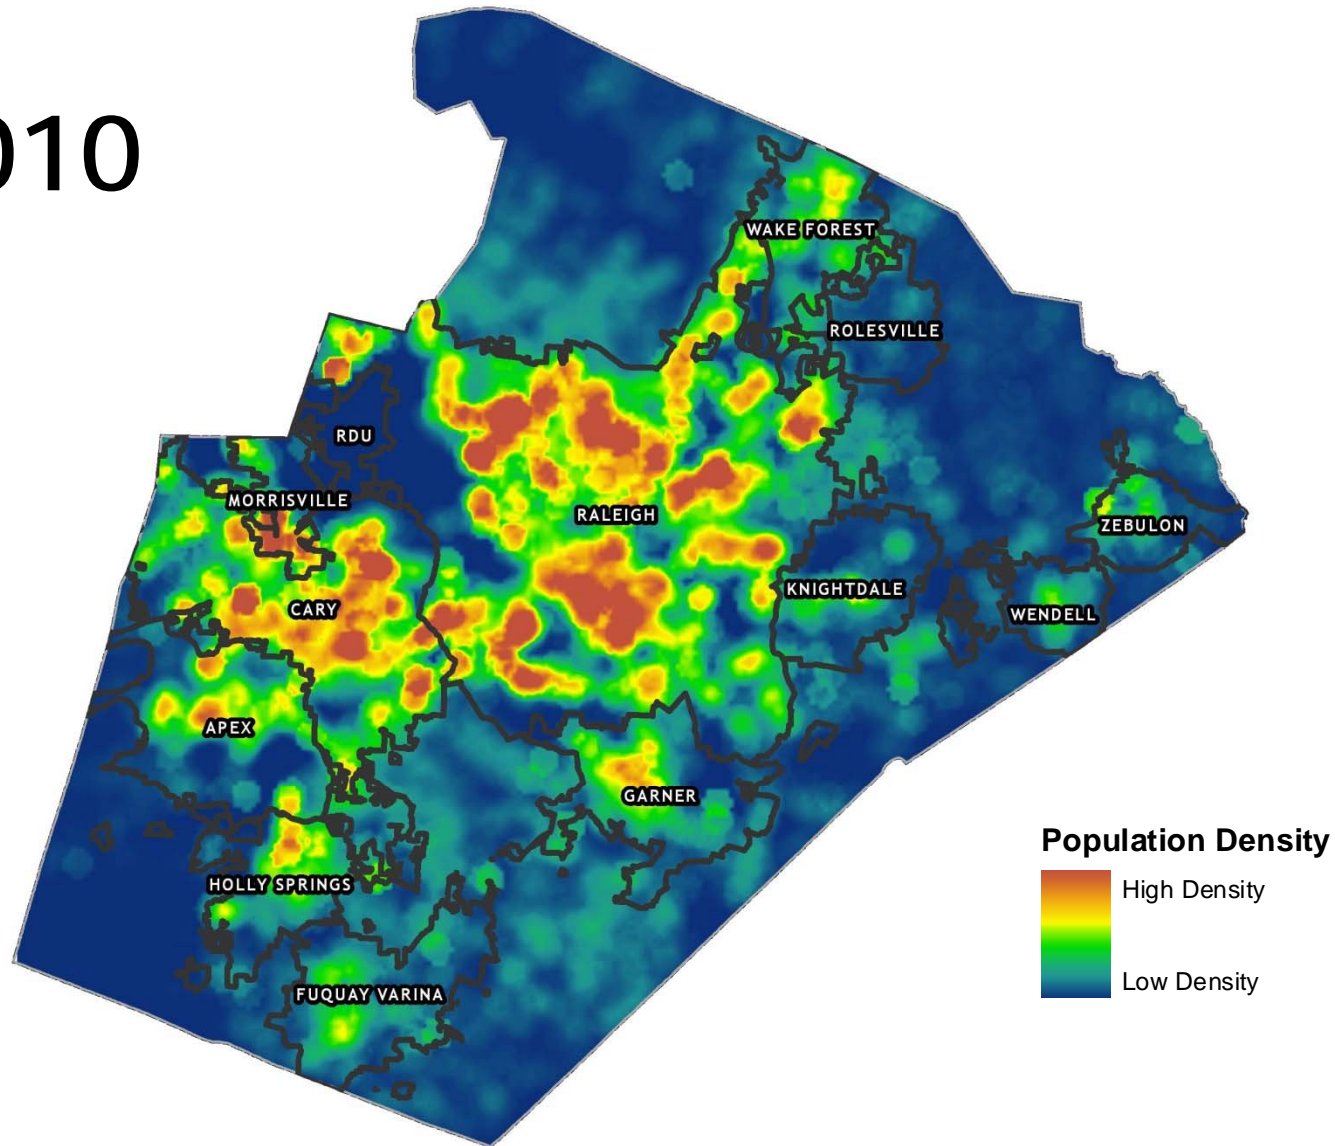 010
WAKE FOREST
ROLESVILLE
RDU
MORRISVILLE
RALEIGH
ZEBULON
KNIGHTDALE
CARY
WENDELL
APEX
GARNER
HOLLY SPRINGS
FUQUAY VARINA
Population Density
High Density
Low Density